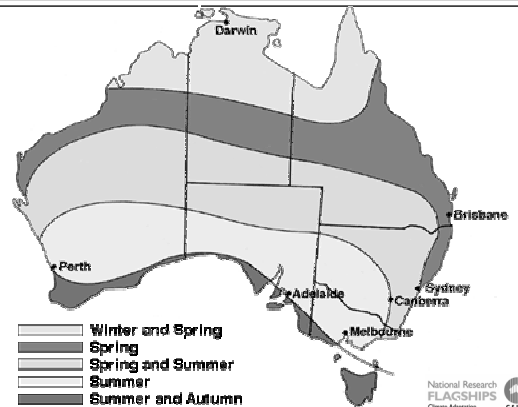 Darwin
Brisbane
Perth
Sydney
Adelaide
Canberra
Melbourne
Winter and Spring
Spring
Spring and Summer
Summer
Summer and Autumn
National Research
FLAGSHIPS